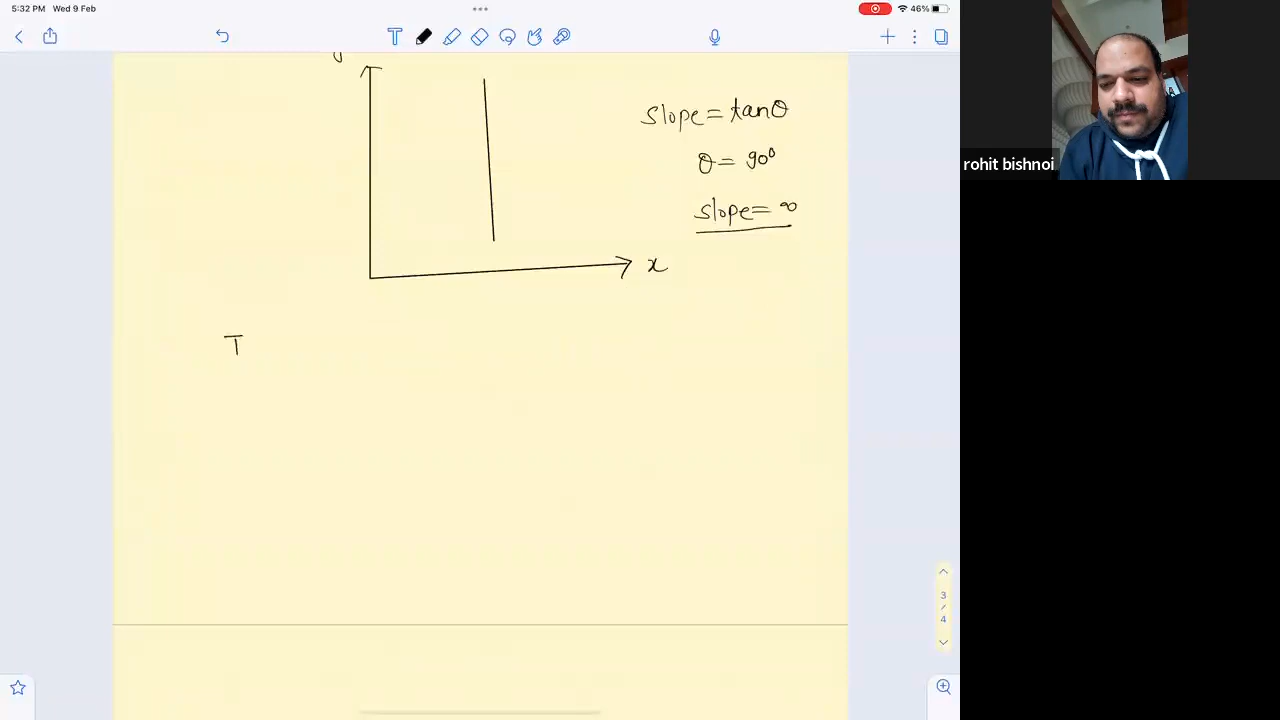 5:32 PM Wed 9 Feb
46%
T
slope = tanθ
θ = 90°
slope = ∞
x
T
3
/
4
rohit bishnoi